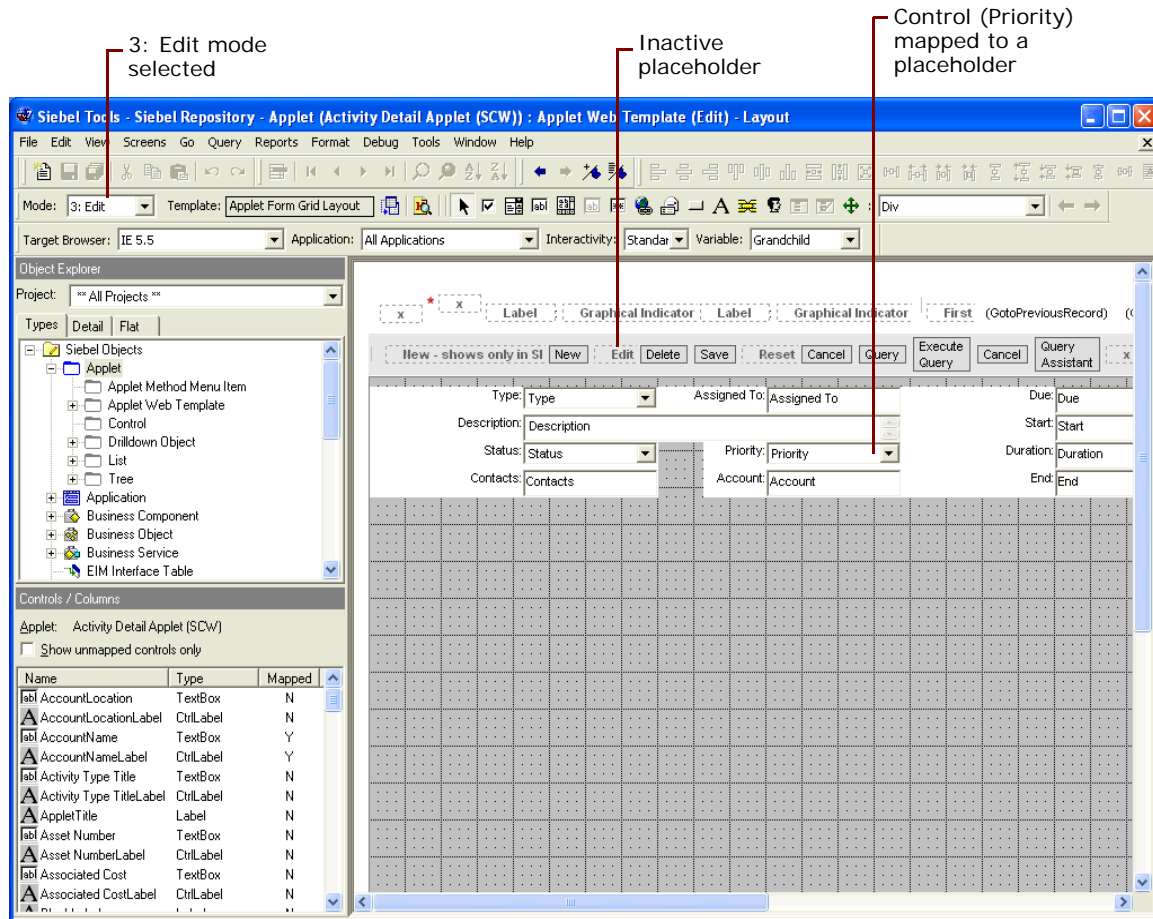 3: Edit mode
selected
Inactive
placeholder
Control (Priority)
mapped to a
placeholder
Siebel Tools - Siebel Repository - Applet (Activity Detail Applet (SCW)) : Applet Web Template (Edit) - Layout
File Edit View Screens Go Query Reports Format Debug Tools Window Help
Mode: 3: Edit Template: Applet Form Grid Layout Div
Target Browser: IE 5.5 Application: All Applications Interactivity: Standar Variable: Grandchild
Object Explorer
Project: ** All Projects **
Types Detail Flat
Siebel Objects
Applet
Applet Method Menu Item
Applet Web Template
Control
Drilldown Object
List
Tree
Application
Business Component
Business Object
Business Service
EIM Interface Table
Controls / Columns
Applet: Activity Detail Applet (SCW)
Show unmapped controls only
Name Type Mapped
AccountLocation TextBox N
AccountLocationLabel CtrlLabel N
AccountName TextBox Y
AccountNameLabel CtrlLabel Y
Activity Type Title TextBox N
Activity Type TitleLabel CtrlLabel N
AppletTitle Label N
Asset Number TextBox N
Asset NumberLabel CtrlLabel N
Associated Cost TextBox N
Associated CostLabel CtrlLabel N
x * x Label Graphical Indicator Label Graphical Indicator First (GotoPreviousRecord)
New - shows only in SI New Edit Delete Save Reset Cancel Query Execute Query Cancel Query Assistant x
Type: Type Assigned To: Assigned To Due: Due
Description: Description Start: Start
Status: Status Priority: Priority Duration: Duration
Contacts: Contacts Account: Account End: End